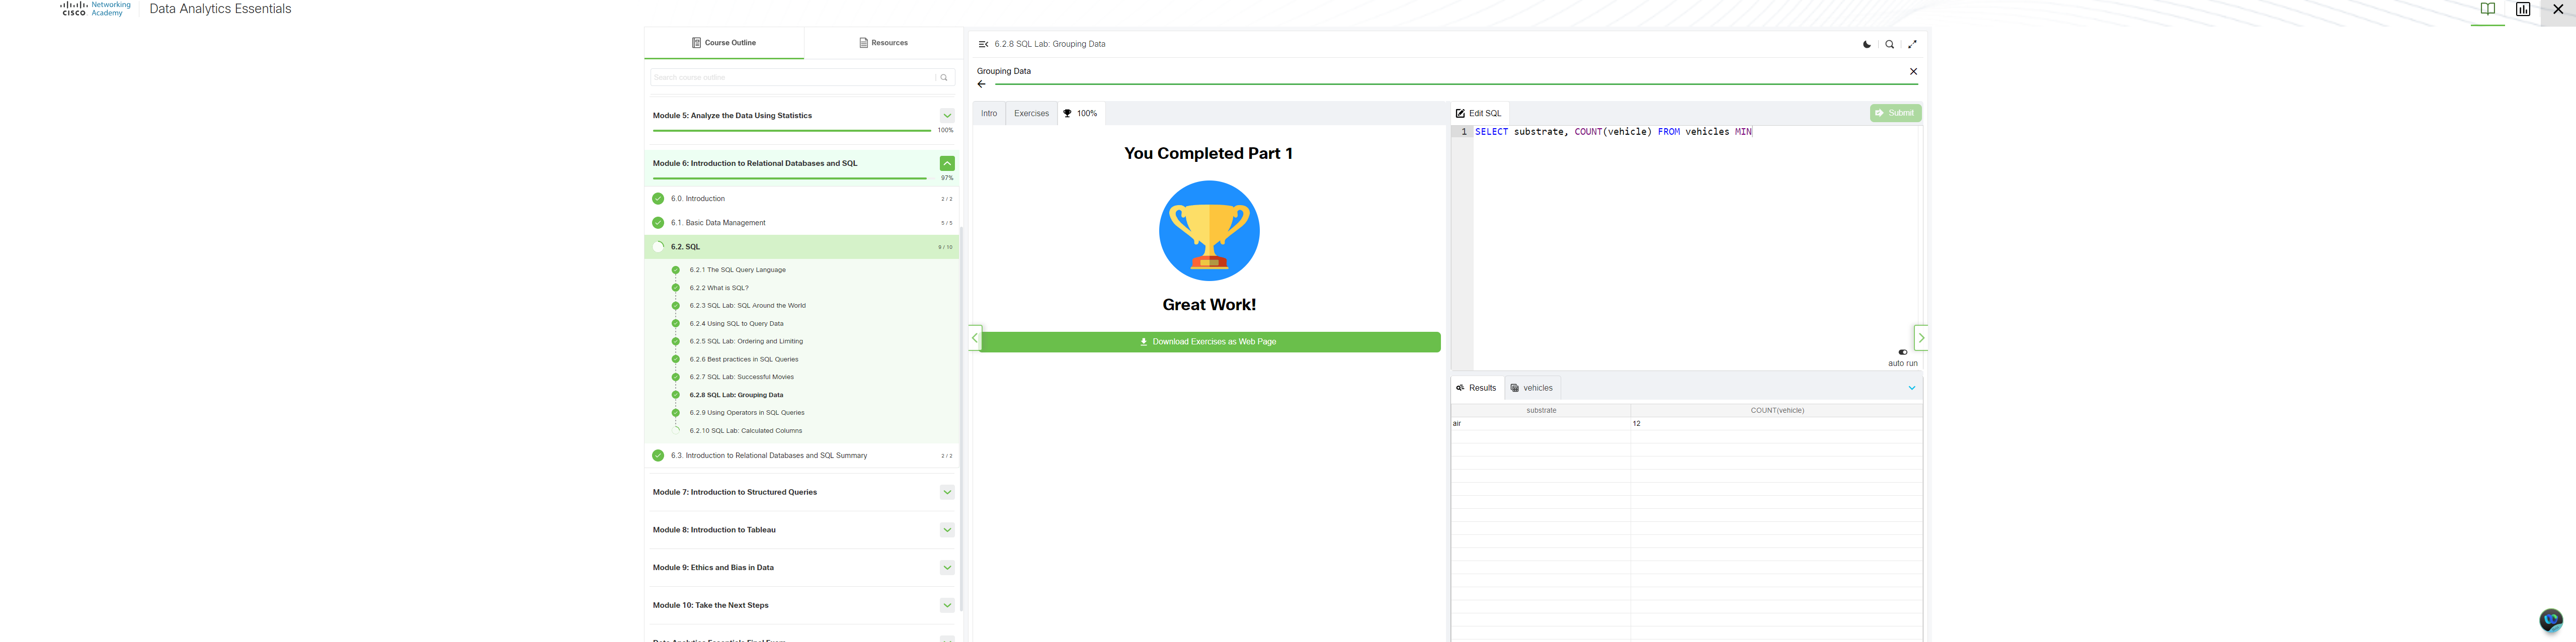 Networking
CISCO Academy
Data Analytics Essentials
Course Outline
Resources
Search course outline
Module 5: Analyze the Data Using Statistics
100%
Module 6: Introduction to Relational Databases and SQL
97%
6.0. Introduction
2 / 2
6.1. Basic Data Management
5 / 5
6.2. SQL
9 / 10
6.2.1 The SQL Query Language
6.2.2 What is SQL?
6.2.3 SQL Lab: SQL Around the World
6.2.4 Using SQL to Query Data
6.2.5 SQL Lab: Ordering and Limiting
6.2.6 Best practices in SQL Queries
6.2.7 SQL Lab: Successful Movies
6.2.8 SQL Lab: Grouping Data
6.2.9 Using Operators in SQL Queries
6.2.10 SQL Lab: Calculated Columns
6.3. Introduction to Relational Databases and SQL Summary
2 / 2
Module 7: Introduction to Structured Queries
Module 8: Introduction to Tableau
Module 9: Ethics and Bias in Data
Module 10: Take the Next Steps
6.2.8 SQL Lab: Grouping Data
Grouping Data
Intro
Exercises
100%
You Completed Part 1
Great Work!
Download Exercises as Web Page
Edit SQL
Submit
1 SELECT substrate, COUNT(vehicle) FROM vehicles MIN
auto run
Results
vehicles
substrate COUNT(vehicle)
air 12